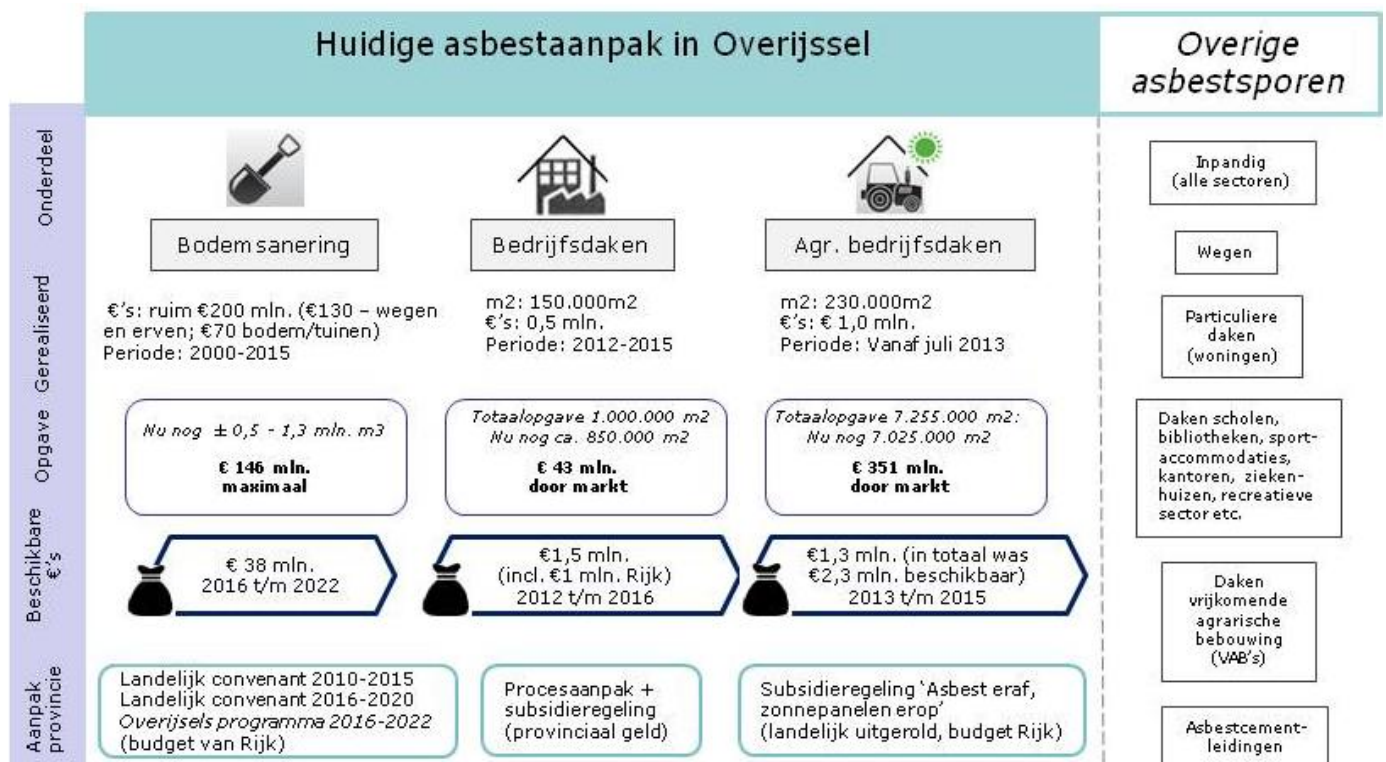 Huidige asbestaanpak in Overijssel
Overige
asbestsporen
Onderdeel
Bodemsanering
Bedrijfsdaken
Agr. bedrijfsdaken
Gerealiseerd
€'s: ruim €200 mln. (€130 – wegen
en erven; €70 bodem/tuinen)
Periode: 2000-2015
m2: 150.000m2
€'s: 0,5 mln.
Periode: 2012-2015
m2: 230.000m2
€'s: € 1,0 mln.
Periode: Vanaf juli 2013
Opgave
Nu nog ± 0,5 - 1,3 mln. m3
€ 146 mln.
maximaal
Totaalopgave 1.000.000 m2
Nu nog ca. 850.000 m2
€ 43 mln.
door markt
Totaalopgave 7.255.000 m2:
Nu nog 7.025.000 m2
€ 351 mln.
door markt
Beschikbare
€'s
€ 38 mln.
2016 t/m 2022
€1,5 mln.
(incl. €1 mln. Rijk)
2012 t/m 2016
€1,3 mln. (in totaal was
€2,3 mln. beschikbaar)
2013 t/m 2015
Aanpak
provincie
Landelijk convenant 2010-2015
Landelijk convenant 2016-2020
Overijsels programma 2016-2022
(budget van Rijk)
Procesaanpak +
subsidieregeling
(provinciaal geld)
Subsidieregeling 'Asbest eraf,
zonnepanelen erop'
(landelijk uitgerold, budget Rijk)
Inpandig
(alle sectoren)
Wegen
Particuliere
daken
(woningen)
Daken scholen,
bibliotheken, sport-
accommodaties,
kantoren, zieken-
huizen, recreatieve
sector etc.
Daken
vrijkomende
agrarische
bebouwing
(VAB's)
Asbestcement-
leidingen